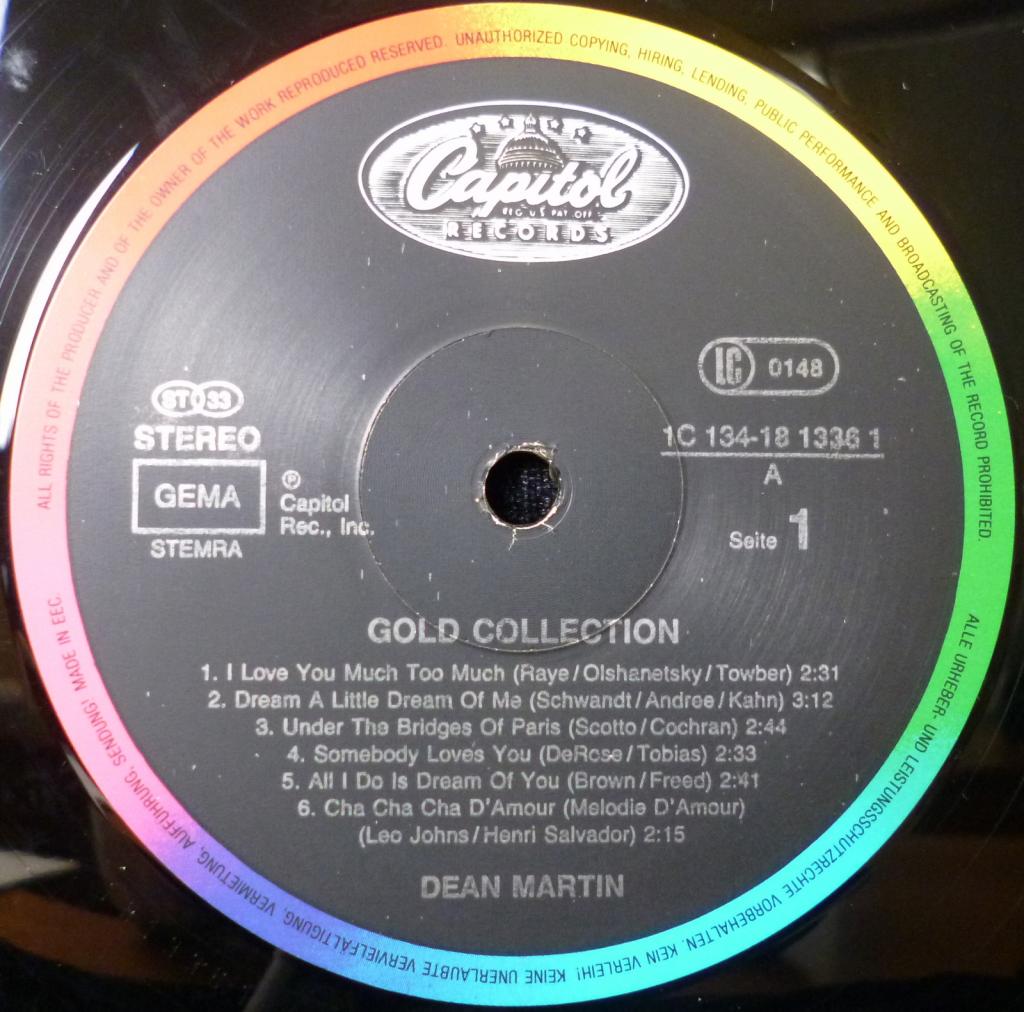 ALL RIGHTS OF THE PRODUCER AND OF THE OWNER OF THE WORK REPRODUCED RESERVED. UNAUTHORIZED COPYING, HIRING, LENDING, PUBLIC PERFORMANCE AND BROADCASTING OF THE RECORD PROHIBITED.
Capitol
REG. U.S. PAT. OFF.
RECORDS
LC 0148
ST 33
STEREO
GEMA
STEMRA
℗
Capitol
Rec., Inc.
1C 134-18 1336 1
A
Seite 1
GOLD COLLECTION
1. I Love You Much Too Much (Raye/Olshanetsky/Towber) 2:31
2. Dream A Little Dream Of Me (Schwandt/Andree/Kahn) 3:12
3. Under The Bridges Of Paris (Scotto/Cochran) 2:44
4. Somebody Loves You (DeRose/Tobias) 2:33
5. All I Do Is Dream Of You (Brown/Freed) 2:41
6. Cha Cha Cha D'Amour (Melodie D'Amour)
(Leo Johns/Henri Salvador) 2:15
DEAN MARTIN
ALLE URHEBER- UND LEISTUNGSSCHUTZRECHTE VORBEHALTEN. KEIN VERLEIH! KEINE UNERLAUBTE VERVIELFÄLTIGUNG, VERMIETUNG, AUFFÜHRUNG, SENDUNG! MADE IN EEC.